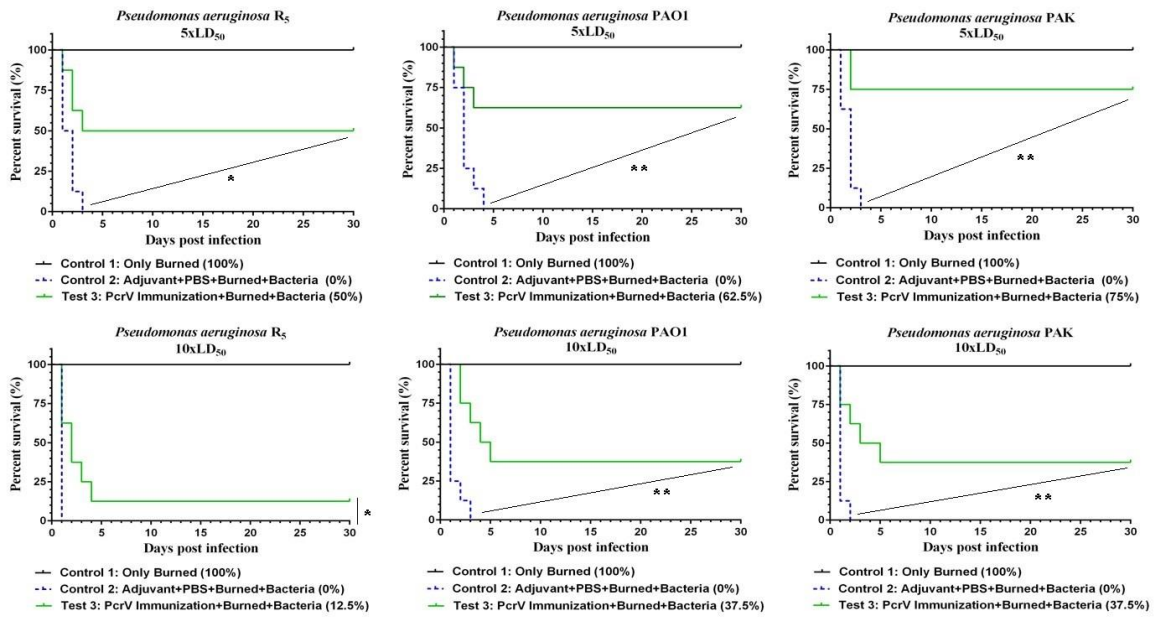 Pseudomonas aeruginosa R5
5xLD50
Percent survival (%)
100
75
50
25
0
0 5 10 15 20 25 30
*
Days post infection
Control 1: Only Burned (100%)
Control 2: Adjuvant+PBS+Burned+Bacteria (0%)
Test 3: PcrV Immunization+Burned+Bacteria (50%)
Pseudomonas aeruginosa PAO1
5xLD50
Percent survival (%)
100
75
50
25
0
0 5 10 15 20 25 30
**
Days post infection
Control 1: Only Burned (100%)
Control 2: Adjuvant+PBS+Burned+Bacteria (0%)
Test 3: PcrV Immunization+Burned+Bacteria (62.5%)
Pseudomonas aeruginosa PAK
5xLD50
Percent survival (%)
100
75
50
25
0
0 5 10 15 20 25 30
**
Days post infection
Control 1: Only Burned (100%)
Control 2: Adjuvant+PBS+Burned+Bacteria (0%)
Test 3: PcrV Immunization+Burned+Bacteria (75%)
Pseudomonas aeruginosa R5
10xLD50
Percent survival (%)
100
75
50
25
0
0 5 10 15 20 25 30
*
Days post infection
Control 1: Only Burned (100%)
Control 2: Adjuvant+PBS+Burned+Bacteria (0%)
Test 3: PcrV Immunization+Burned+Bacteria (12.5%)
Pseudomonas aeruginosa PAO1
10xLD50
Percent survival (%)
100
75
50
25
0
0 5 10 15 20 25 30
**
Days post infection
Control 1: Only Burned (100%)
Control 2: Adjuvant+PBS+Burned+Bacteria (0%)
Test 3: PcrV Immunization+Burned+Bacteria (37.5%)
Pseudomonas aeruginosa PAK
10xLD50
Percent survival (%)
100
75
50
25
0
0 5 10 15 20 25 30
**
Days post infection
Control 1: Only Burned (100%)
Control 2: Adjuvant+PBS+Burned+Bacteria (0%)
Test 3: PcrV Immunization+Burned+Bacteria (37.5%)